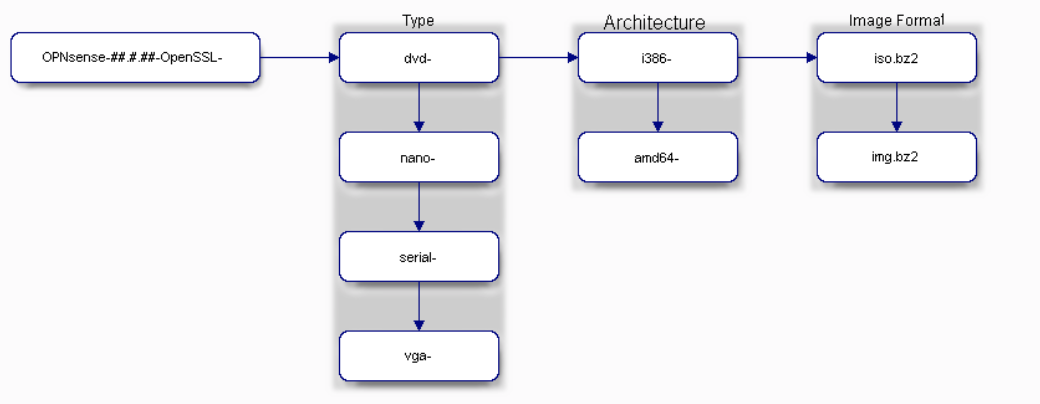 Type
Architecture
Image Format
OPNsense-##.#.##-OpenSSL-
dvd-
i386-
iso.bz2
nano-
amd64-
img.bz2
serial-
vga-